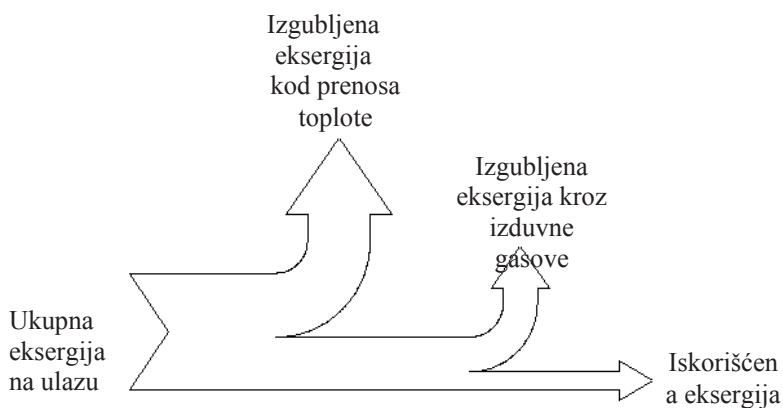 Izgubljena
eksergija
kod prenosa
toplote
Izgubljena
eksergija kroz
izduvne
gasove
Ukupna
eksergija
na ulazu
Iskorišćen
a eksergija